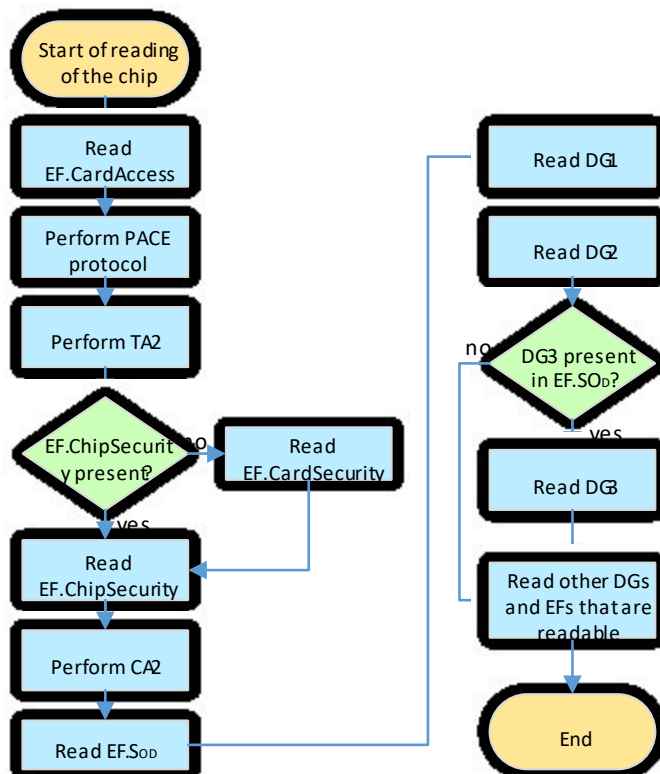 Start of reading
of the chip
Read
EF.CardAccess
Perform PACE
protocol
Perform TA2
EF.ChipSecurit
y present?
no
Read
EF.CardSecurity
yes
Read
EF.ChipSecurity
Perform CA2
Read EF.SOD
Read DG1
Read DG2
no
DG3 present
in EF.SOD?
yes
Read DG3
Read other DGs
and EFs that are
readable
End